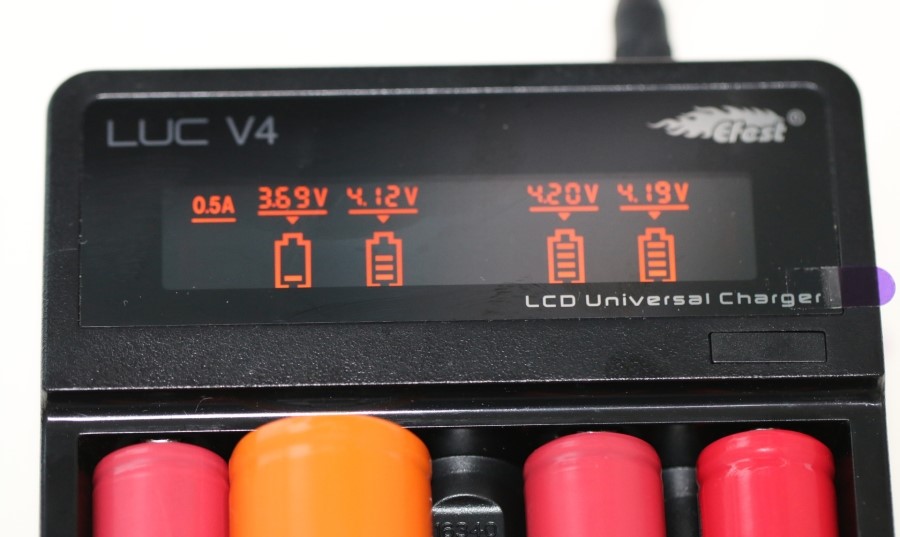 LUC V4
Efest®
0.5A 3.69V 4.12V 4.20V 4.19V
LCD Universal Charger